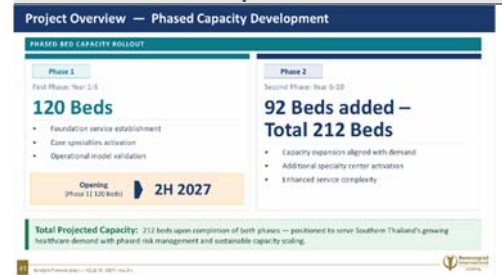 Project Overview — Phased Capacity Development
PHASED BED CAPACITY ROLLOUT
Phase 1
First Phase: Year 1-5
120 Beds
• Foundation service establishment
• Core specialties activation
• Operational model validation
Opening
(Phase 1| 120 Beds)
2H 2027
Phase 2
Second Phase: Year 6-10
92 Beds added –
Total 212 Beds
• Capacity expansion aligned with demand
• Additional specialty center activation
• Enhanced service complexity
Total Projected Capacity: 212 beds upon completion of both phases — positioned to serve Southern Thailand's growing
healthcare demand with phased risk management and sustainable capacity scaling.
Bumrungrad
International